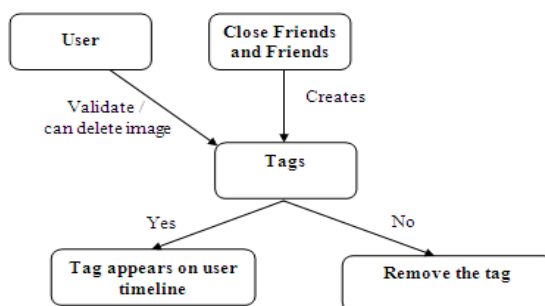 User
Close Friends
and Friends
Validate /
can delete image
Creates
Tags
Yes
No
Tag appears on user
timeline
Remove the tag